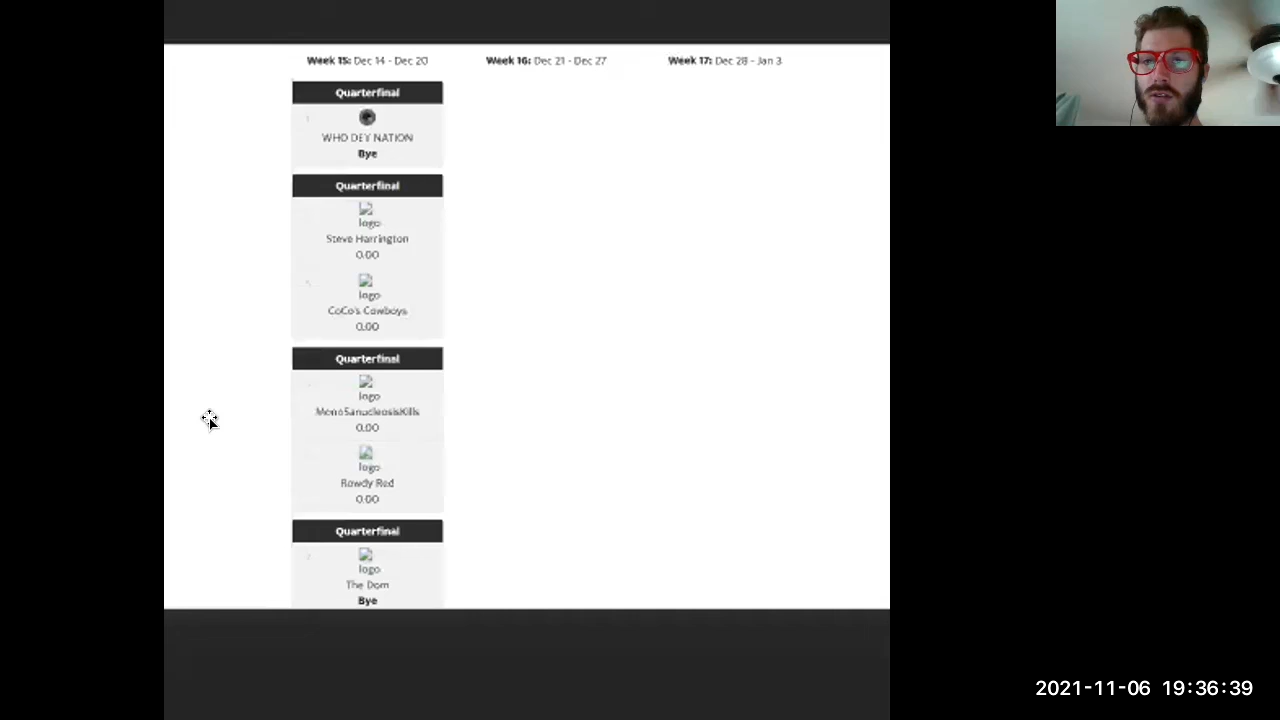 Week 15: Dec 14 - Dec 20
Week 16: Dec 21 - Dec 27
Week 17: Dec 28 - Jan 3
Quarterfinal
WHO DEY NATION
Bye
Quarterfinal
logo
Steve Harrington
0.00
logo
CoCo's Cowboys
0.00
Quarterfinal
logo
MonoSanucleosisKills
0.00
logo
Rowdy Red
0.00
Quarterfinal
logo
The Dom
Bye
2021-11-06 19:36:39